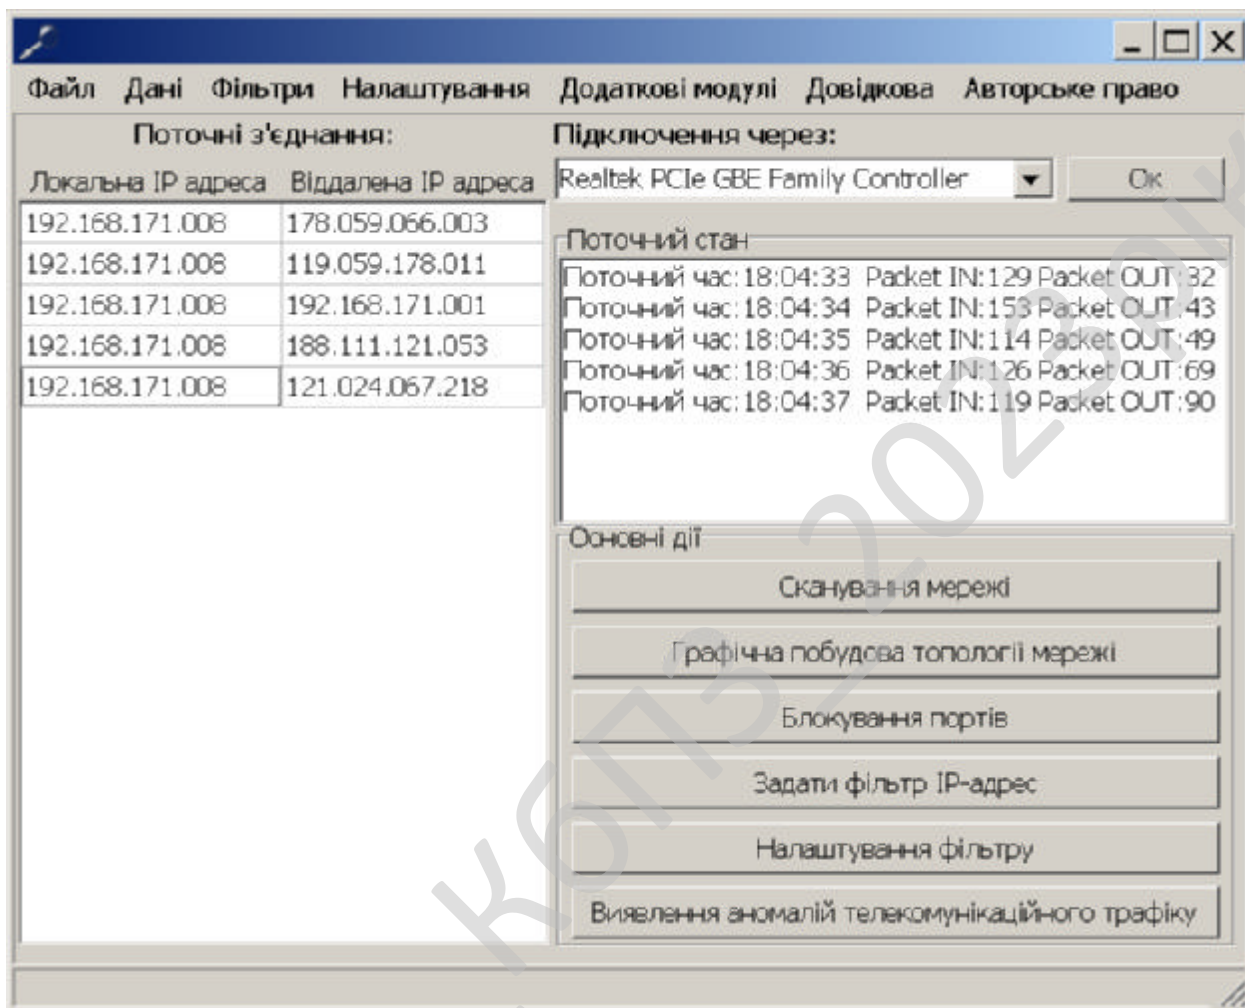 Файл Дані Фільтри Налаштування Додаткові модулі Довідкова Авторське право
Поточні з'єднання:
Локальна IP адреса Віддалена IP адреса
192.168.171.008 178.059.066.003
192.168.171.008 119.059.178.011
192.168.171.008 192.168.171.001
192.168.171.008 188.111.121.053
192.168.171.008 121.024.067.218
Підключення через:
Realtek PCIe GBE Family Controller Ок
Поточний стан
Поточний час:18:04:33 Packet IN:129 Packet OUT:32
Поточний час:18:04:34 Packet IN:153 Packet OUT:43
Поточний час:18:04:35 Packet IN:114 Packet OUT:49
Поточний час:18:04:36 Packet IN:126 Packet OUT:69
Поточний час:18:04:37 Packet IN:119 Packet OUT:90
Основні дії
Сканування мережі
Графічна побудова топології мережі
Блокування портів
Задати фільтр IP-адрес
Налаштування фільтру
Виявлення аномалій телекомунікаційного трафіку